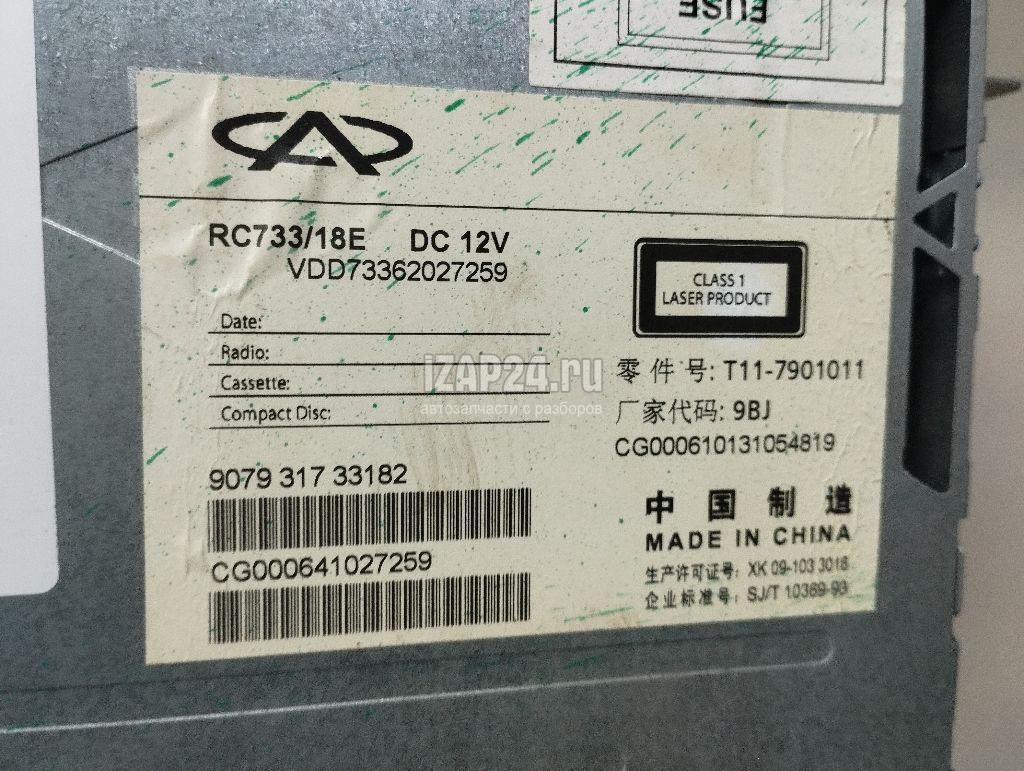 FUSE
RC733/18E DC 12V
VDD73362027259
CLASS 1
LASER PRODUCT
Date:
Radio:
Cassette:
Compact Disc:
iZAP24.ru
автозапчасти с разборов
零件号: T11-7901011
厂家代码: 9BJ
CG000610131054819
9079 317 33182
CG000641027259
中国制造
MADE IN CHINA
生产许可证号: XK 09-103 3018
企业标准号: SJ/T 10369-93